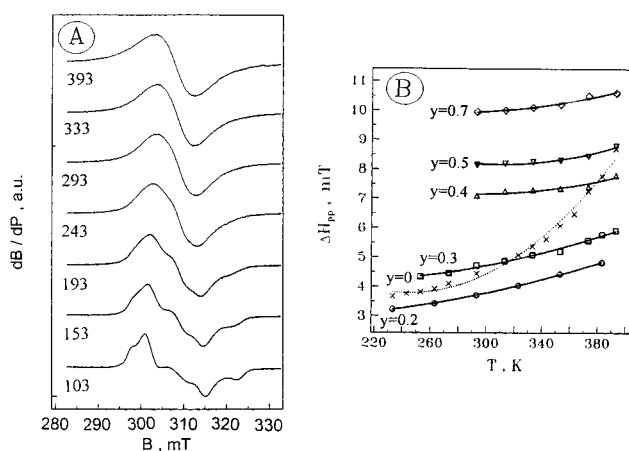 A
393
333
293
243
193
153
103
dB / dP , a.u.
280 290 300 310 320 330
B, mT
B
y=0.7
y=0.5
y=0.4
y=0.3
y=0
y=0.2
ΔHpp, mT
11
10
9
8
7
6
5
4
3
220 260 300 340 380
T, K